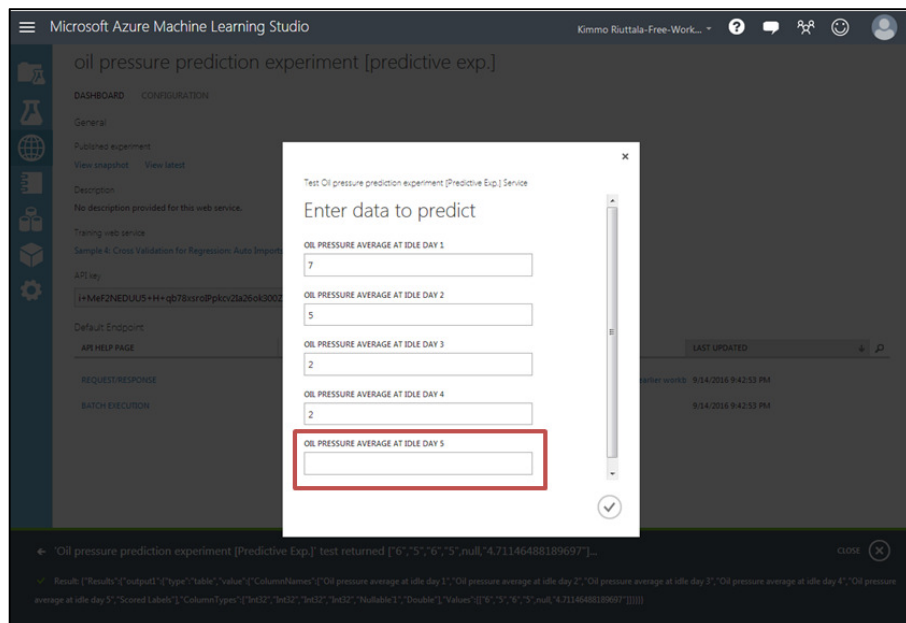 Microsoft Azure Machine Learning Studio
Kimmo Riuttala-Free-Work...
oil pressure prediction experiment [predictive exp.]
DASHBOARD CONFIGURATION
General
Published experiment
View snapshot View latest
Description
No description provided for this web service.
Training web service
Sample 4: Cross Validation for Regression: Auto Imports
API key
Default Endpoint
API HELP PAGE
LAST UPDATED
REQUEST/RESPONSE
earlier workb 9/14/2016 9:42:53 PM
BATCH EXECUTION
9/14/2016 9:42:53 PM
Test Oil pressure prediction experiment [Predictive Exp.] Service
Enter data to predict
OIL PRESSURE AVERAGE AT IDLE DAY 1
7
OIL PRESSURE AVERAGE AT IDLE DAY 2
5
OIL PRESSURE AVERAGE AT IDLE DAY 3
2
OIL PRESSURE AVERAGE AT IDLE DAY 4
2
OIL PRESSURE AVERAGE AT IDLE DAY 5
'Oil pressure prediction experiment [Predictive Exp.]' test returned ["6","5","6","5",null,"4.71146488189697"]...
CLOSE
Result: {"Results":{"output1":{"type":"table","value":{"ColumnNames":["Oil pressure average at idle day 1","Oil pressure average at idle day 2","Oil pressure average at idle day 3","Oil pressure average at idle day 4","Oil pressure
average at idle day 5","Scored Labels"],"ColumnTypes":["Int32","Int32","Int32","Int32","Nullable`1","Double"],"Values":[["6","5","6","5",null,"4.71146488189697"]]}}}}